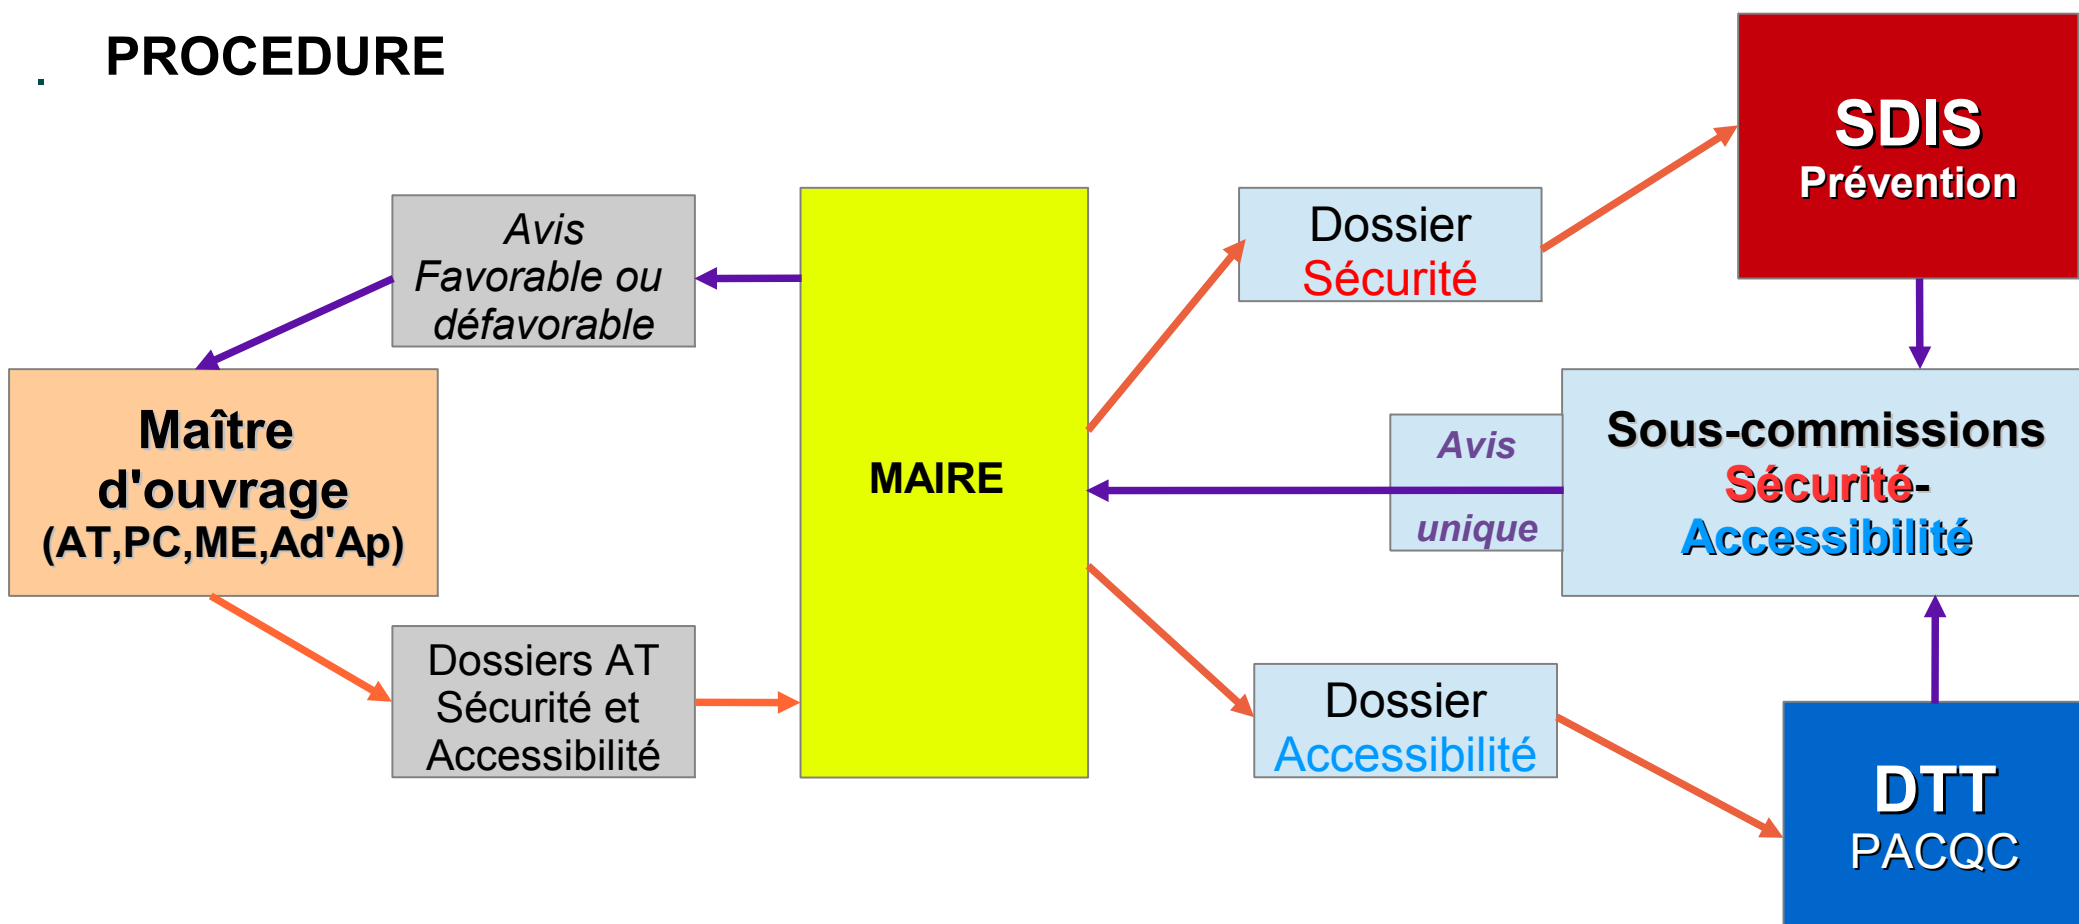 PROCEDURE
SDIS
Prévention
Avis
Favorable ou
défavorable
Dossier
Sécurité
Maître
d'ouvrage
(AT,PC,ME,Ad'Ap)
MAIRE
Avis
unique
Sous-commissions
Sécurité-
Accessibilité
Dossiers AT
Sécurité et
Accessibilité
Dossier
Accessibilité
DTT
PACQC